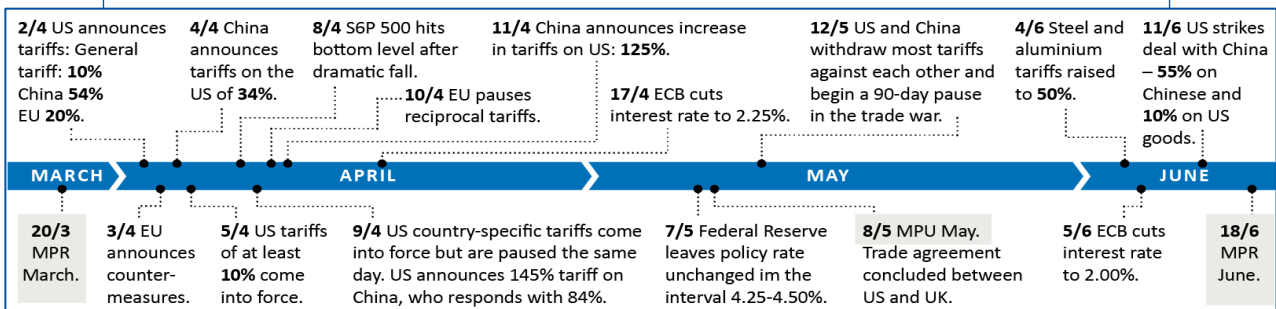 2/4 US announces
tariffs: General
tariff: 10%
China 54%
EU 20%.
4/4 China
announces
tariffs on the
US of 34%.
8/4 S6P 500 hits
bottom level after
dramatic fall.
10/4 EU pauses
reciprocal tariffs.
11/4 China announces increase
in tariffs on US: 125%.
17/4 ECB cuts
interest rate to 2.25%.
12/5 US and China
withdraw most tariffs
against each other and
begin a 90-day pause
in the trade war.
4/6 Steel and
aluminium
tariffs raised
to 50%.
11/6 US strikes
deal with China
– 55% on
Chinese and
10% on US
goods.
MARCH
APRIL
MAY
JUNE
20/3
MPR
March.
3/4 EU
announces
counter-
measures.
5/4 US tariffs
of at least
10% come
into force.
9/4 US country-specific tariffs come
into force but are paused the same
day. US announces 145% tariff on
China, who responds with 84%.
7/5 Federal Reserve
leaves policy rate
unchanged im the
interval 4.25-4.50%.
8/5 MPU May.
Trade agreement
concluded between
US and UK.
5/6 ECB cuts
interest rate
to 2.00%.
18/6
MPR
June.